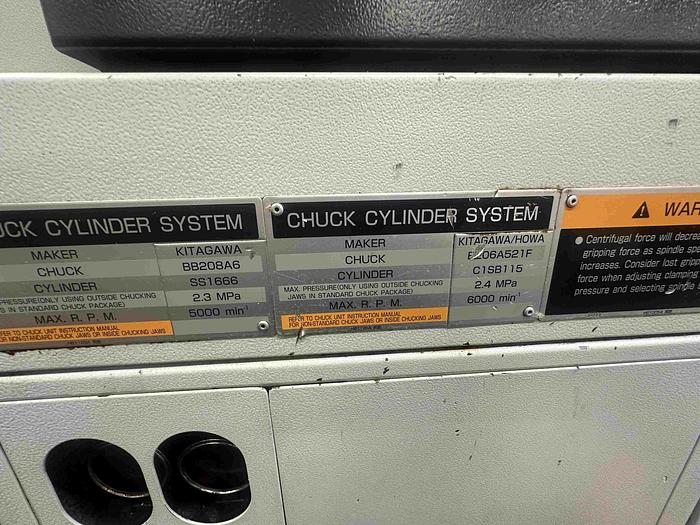 CK CYLINDER SYSTEM
MAKER KITAGAWA
CHUCK BB208A6
CYLINDER SS1666
PRESSURE(ONLY USING OUTSIDE CHUCKING
IN STANDARD CHUCK PACKAGE) 2.3 MPa
MAX. R. P. M. 5000 min⁻¹
REFER TO CHUCK UNIT INSTRUCTION MANUAL
FOR NON-STANDARD CHUCK JAWS OR INSIDE CHUCKING JAWS
CHUCK CYLINDER SYSTEM
MAKER KITAGAWA/HOWA
CHUCK 06A521F
CYLINDER C1SB115
MAX. PRESSURE(ONLY USING OUTSIDE CHUCKING
JAWS IN STANDARD CHUCK PACKAGE) 2.4 MPa
MAX. R. P. M. 6000 min⁻¹
REFER TO CHUCK UNIT INSTRUCTION MANUAL
FOR NON-STANDARD CHUCK JAWS OR INSIDE CHUCKING JAWS
WAR
● Centrifugal force will decrea
gripping force as spindle spe
increases. Consider lost gripp
force when adjusting clamping
pressure and selecting spindle